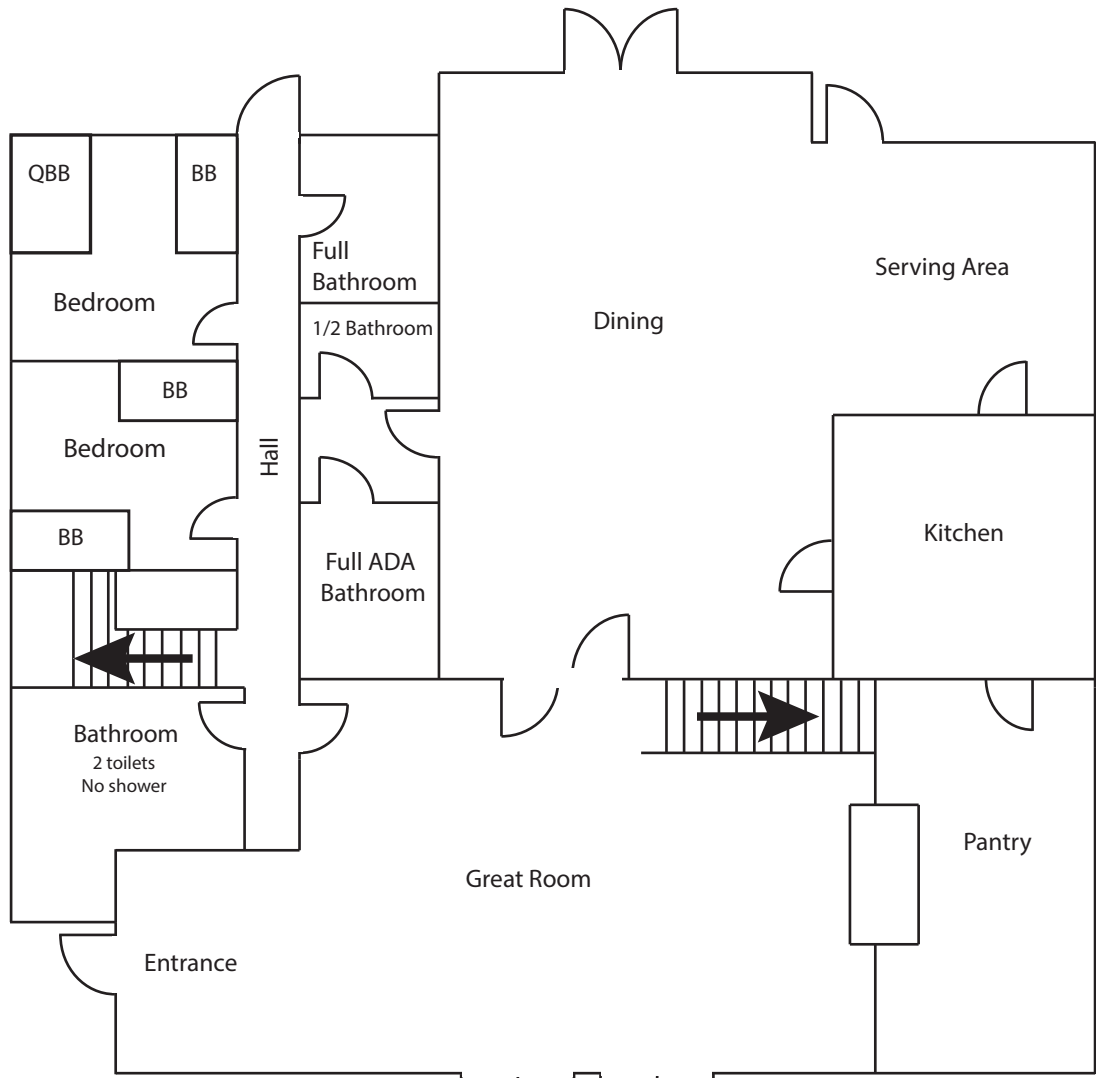 QBB
BB
Full
Bathroom
Serving Area
Bedroom
Dining
1/2 Bathroom
BB
Bedroom
Hall
BB
Kitchen
Full ADA
Bathroom
Bathroom
2 toilets
No shower
Pantry
Great Room
Entrance